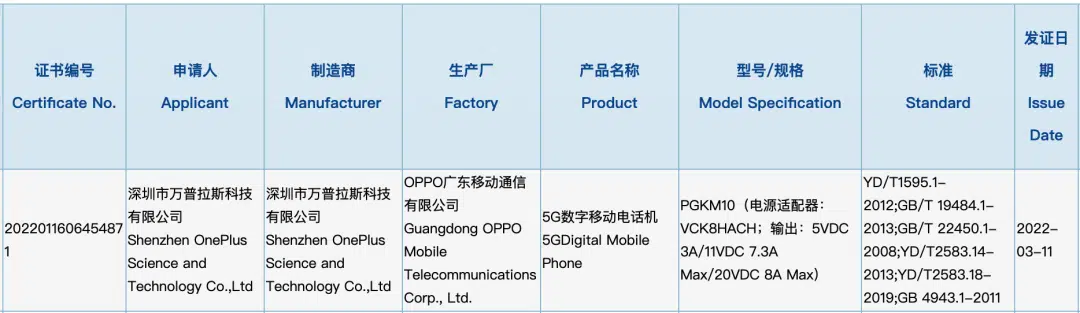 证书编号
Certificate No.
申请人
Applicant
制造商
Manufacturer
生产厂
Factory
产品名称
Product
型号/规格
Model Specification
标准
Standard
发证日
期
Issue
Date
202201160645487
1
深圳市万普拉斯科技
有限公司
Shenzhen OnePlus
Science and
Technology Co.,Ltd
深圳市万普拉斯科技
有限公司
Shenzhen OnePlus
Science and
Technology Co.,Ltd
OPPO广东移动通信
有限公司
Guangdong OPPO
Mobile
Telecommunications
Corp., Ltd.
5G数字移动电话机
5GDigital Mobile
Phone
PGKM10（电源适配器：
VCK8HACH；输出：5VDC
3A/11VDC 7.3A
Max/20VDC 8A Max）
YD/T1595.1-
2012;GB/T 19484.1-
2013;GB/T 22450.1-
2008;YD/T2583.14-
2013;YD/T2583.18-
2019;GB 4943.1-2011
2022-
03-11